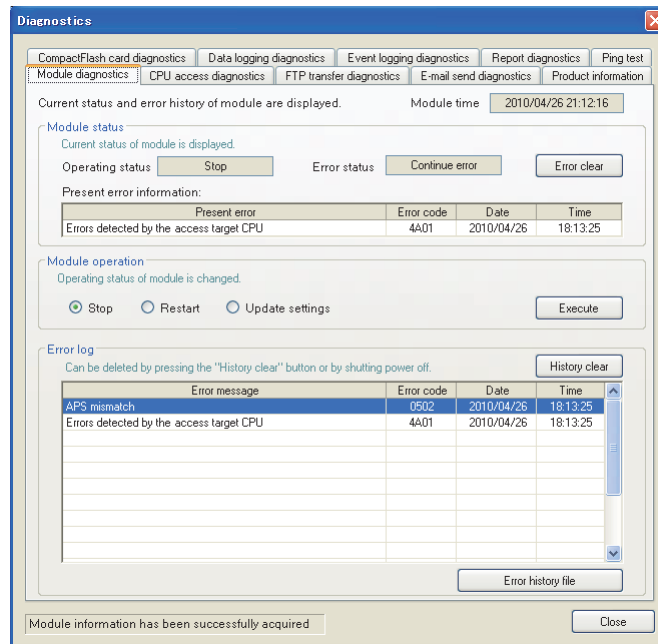 Diagnostics
CompactFlash card diagnostics Data logging diagnostics Event logging diagnostics Report diagnostics Ping test
Module diagnostics CPU access diagnostics FTP transfer diagnostics E-mail send diagnostics Product information
Current status and error history of module are displayed. Module time 2010/04/26 21:12:16
Module status
Current status of module is displayed.
Operating status Stop Error status Continue error Error clear
Present error information:
Present error Error code Date Time
Errors detected by the access target CPU 4A01 2010/04/26 18:13:25
Module operation
Operating status of module is changed.
Stop Restart Update settings Execute
Error log
Can be deleted by pressing the "History clear" button or by shutting power off. History clear
Error message Error code Date Time
APS mismatch 0502 2010/04/26 18:13:25
Errors detected by the access target CPU 4A01 2010/04/26 18:13:25
Error history file
Module information has been successfully acquired Close